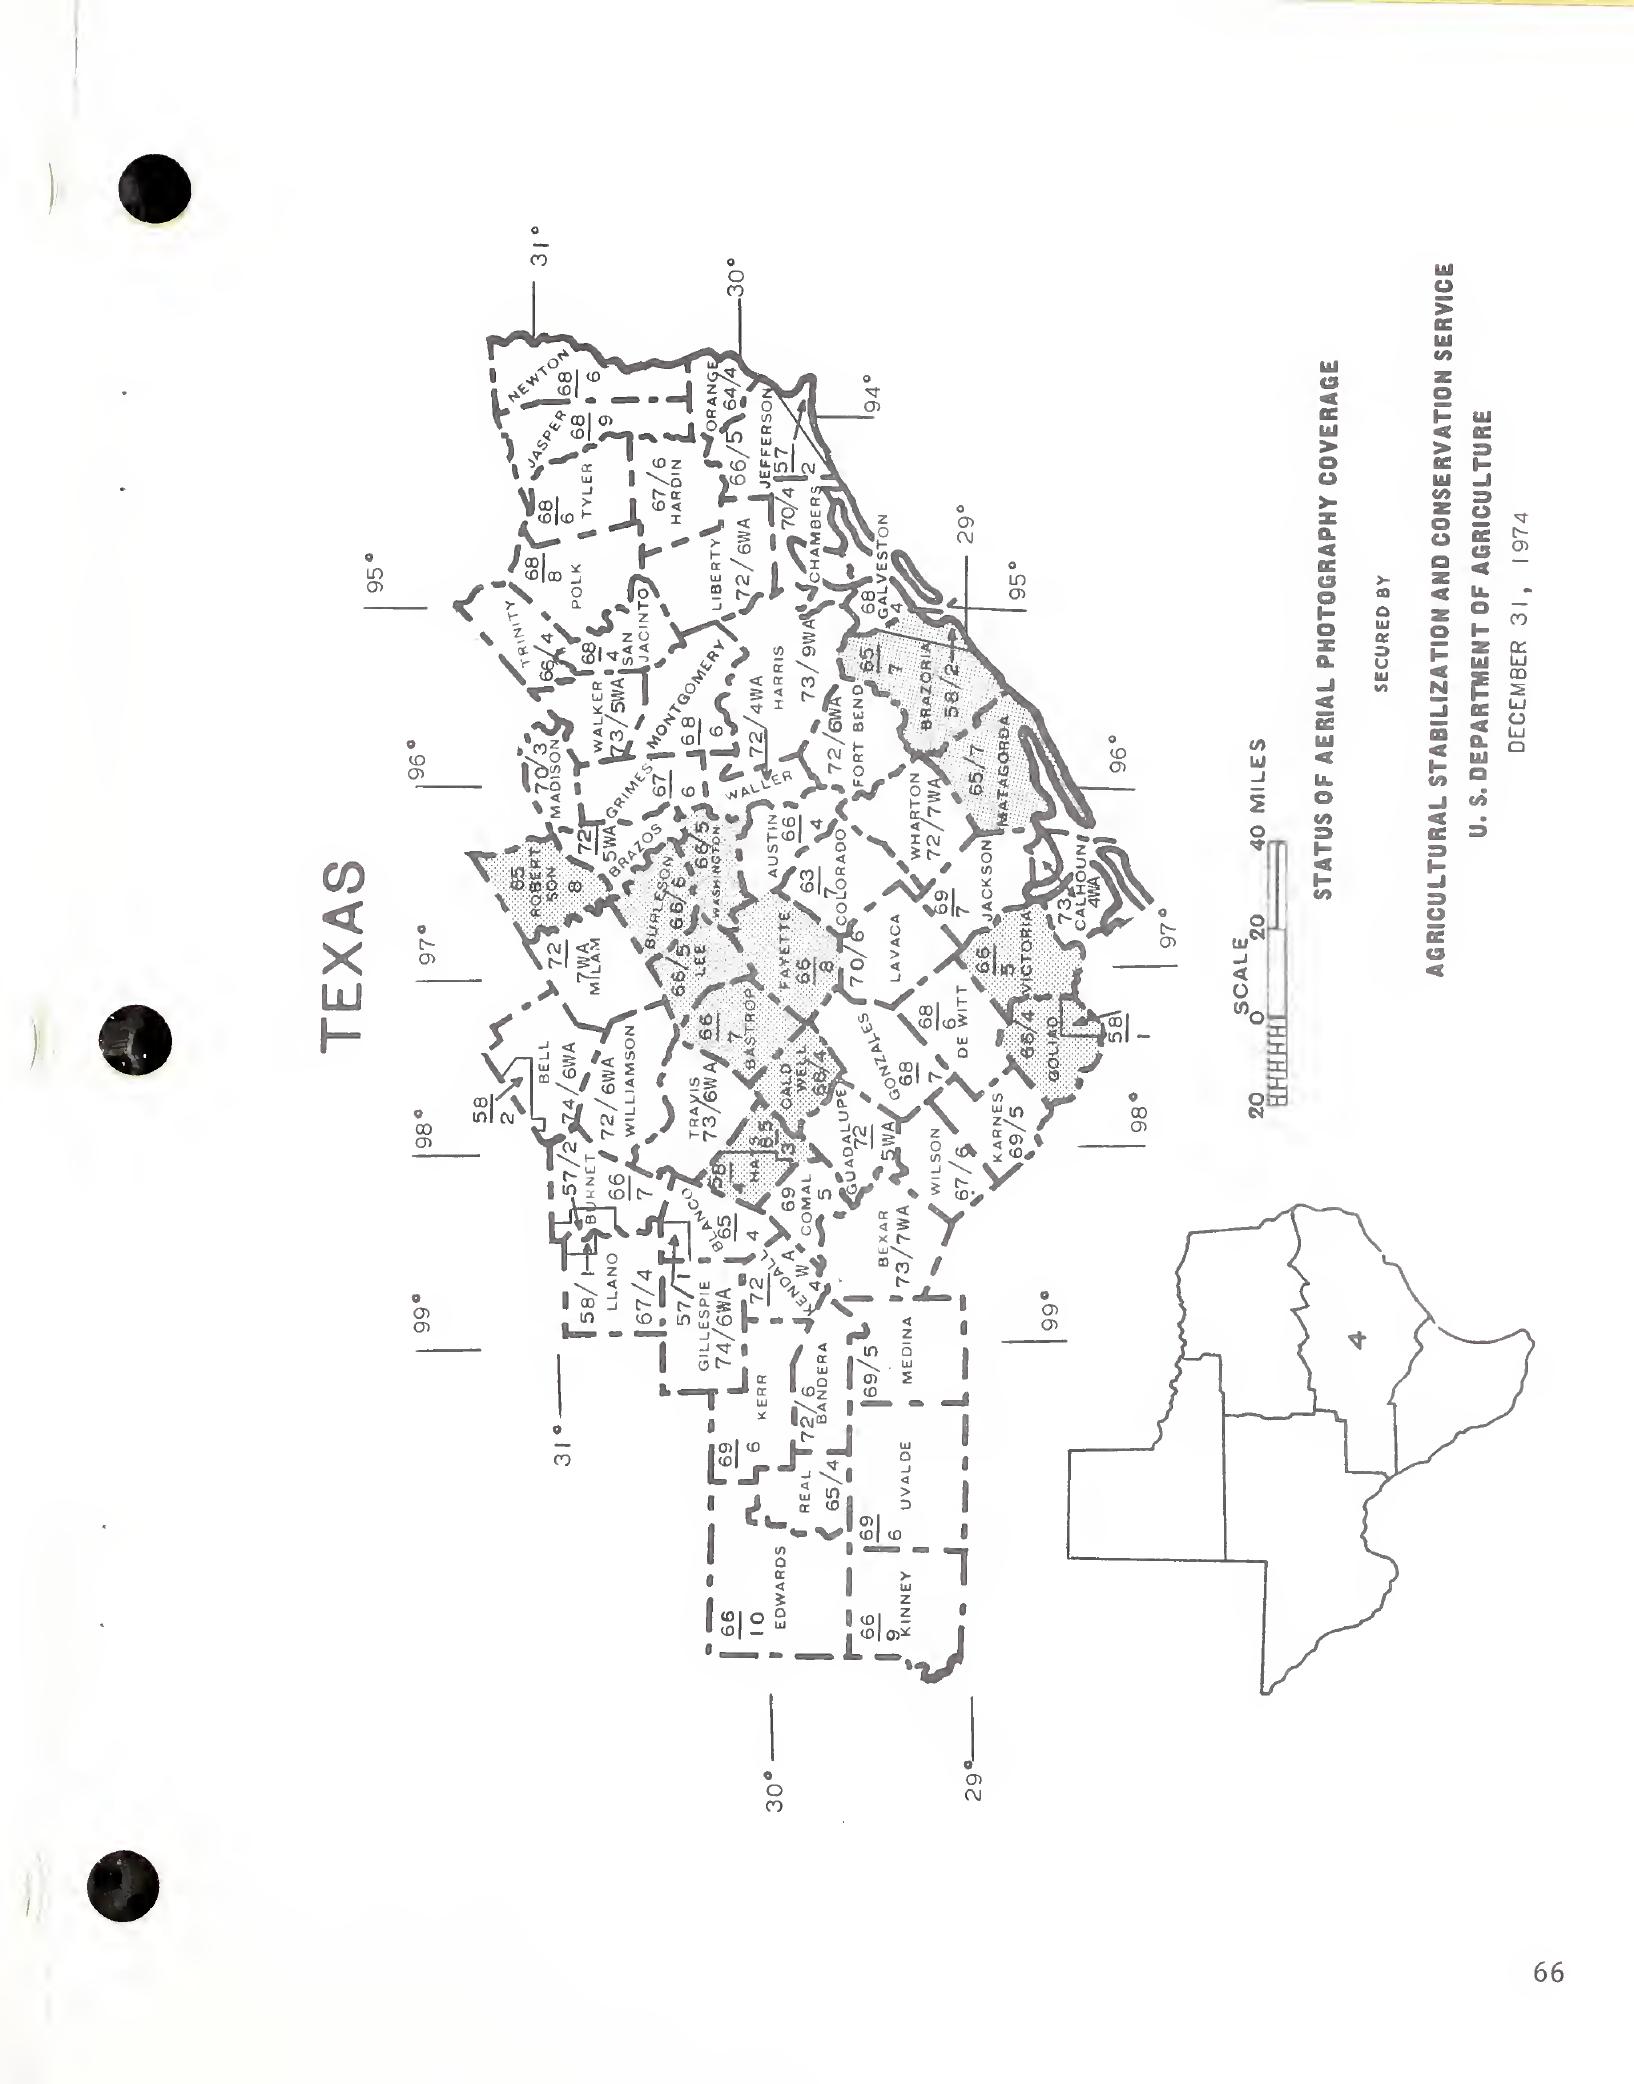 TEXAS
99°
98°
97°
96°
95°
31°
31°
30°
30°
29°
29°
94°
95°
96°
97°
98°
99°
58
2
BELL
74/6WA
57/2
BURNET
66
7
58/1
LLANO
67/4
57/1
GILLESPIE
74/6WA
BLANCO
65
4
72/6WA
WILLIAMSON
72
7WA
MILAM
65
ROBERT
SON
8
72
5WA
BRAZOS
70/3
MADISON
TRINITY
66/4
WALKER
73/5WA
68
4
SAN
JACINTO
68
8
POLK
68
6
TYLER
JASPER
68
9
NEWTON
68
6
67/6
HARDIN
ORANGE
64/4
66/5
JEFFERSON
57
2
LIBERTY
72/6WA
70/4
CHAMBERS
MONTGOMERY
68
6
GRIMES
67
6
72/4WA
WALLER
HARRIS
73/9WA
68
GALVESTON
4
BURLESON
66/6
66/5
WASHINGTON
66/5
LEE
66
7
BASTROP
FAYETTE
66
8
AUSTIN
66
4
72/6WA
FORT BEND
65
7
BRAZORIA
58/2
65/7
MATAGORDA
WHARTON
72/7WA
63
7
COLORADO
70/6
LAVACA
69
7
JACKSON
73
CALHOUN
4WA
66
5
VICTORIA
66/4
GOLIAD
58
1
68
6
DE WITT
GONZALES
68
7
CALD
WELL
66/4
TRAVIS
73/6WA
58
HAYS
65
3
GUADALUPE
72
5WA
69
COMAL
5
72
KENDALL
4WA
BEXAR
73/7WA
WILSON
67/6
KARNES
69/5
KERR
69
6
72/6
BANDERA
69/5
MEDINA
REAL
65/4
69
6
UVALDE
66
10
EDWARDS
66
9
KINNEY
4
SCALE
20 0 20 40 MILES
STATUS OF AERIAL PHOTOGRAPHY COVERAGE
SECURED BY
AGRICULTURAL STABILIZATION AND CONSERVATION SERVICE
U. S. DEPARTMENT OF AGRICULTURE
DECEMBER 31, 1974
66